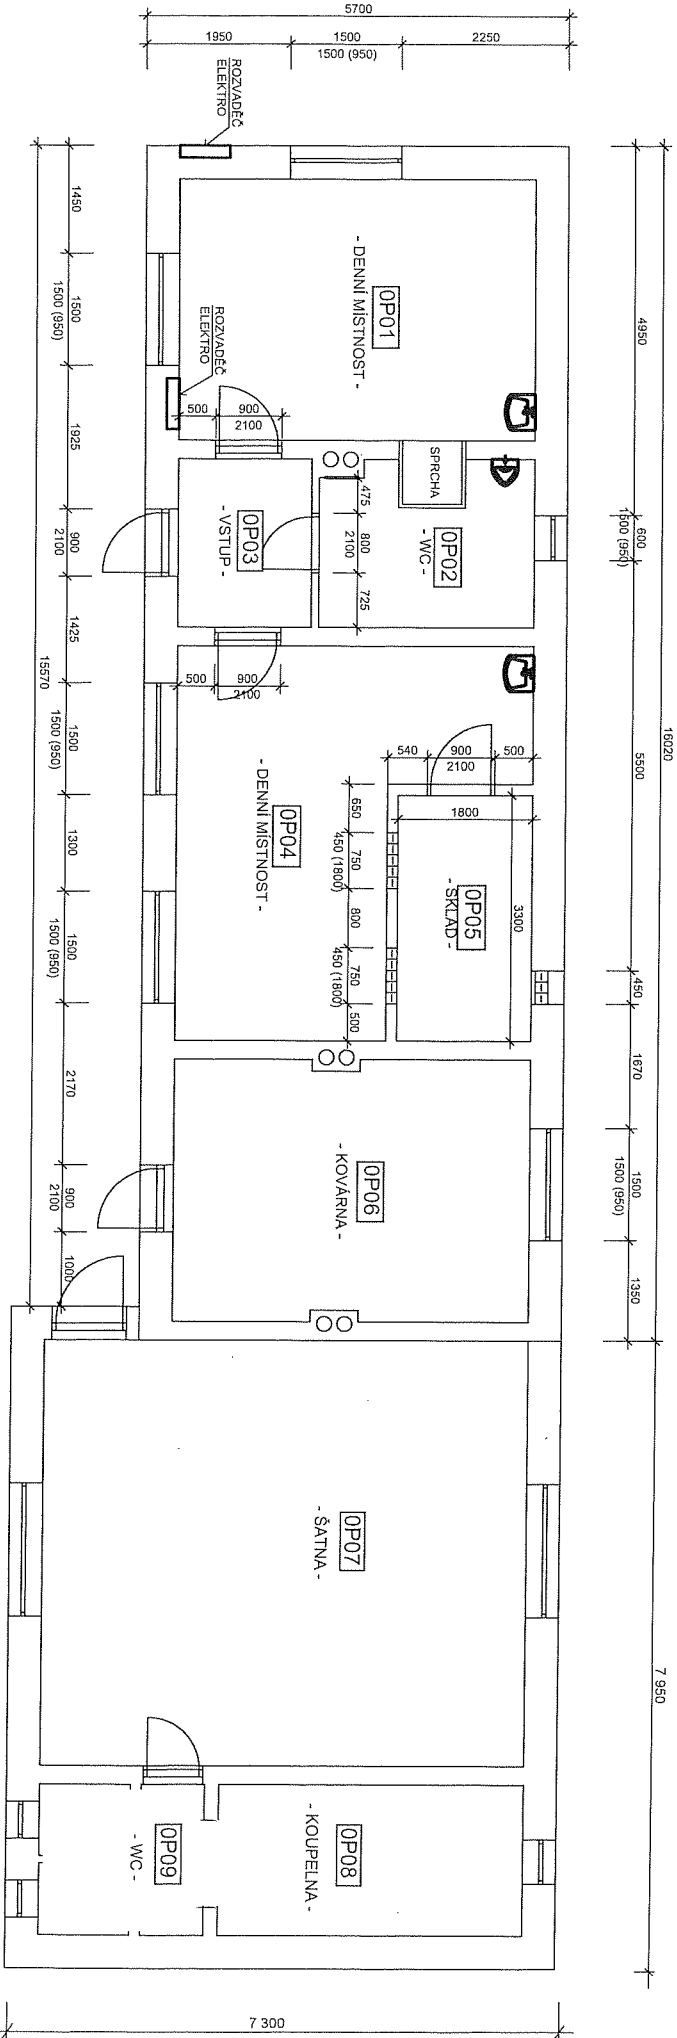 5700
1950
1500
1500 (950)
2250
ROZVADĚČ
ELEKTRO
16020
15570
1450
1500
1500 (950)
1925
900
2100
1425
1500
1500 (950)
1300
1500
1500 (950)
2170
900
2100
1000
4950
600
1500 (950)
5500
450
1670
1500
1500 (950)
1350
7 950
0P01
- DENNÍ MÍSTNOST -
ROZVADĚČ
ELEKTRO
500
900
2100
SPRCHA
0P02
- WC -
475
800
2100
725
0P03
- VSTUP -
500
900
2100
0P04
- DENNÍ MÍSTNOST -
540
900
2100
500
650
750
450 (1800)
800
750
450 (1800)
500
1800
3300
0P05
- SKLAD -
0P06
- KOVÁRNA -
0P07
- ŠATNA -
0P08
- KOUPELNA -
0P09
- WC -
7 300